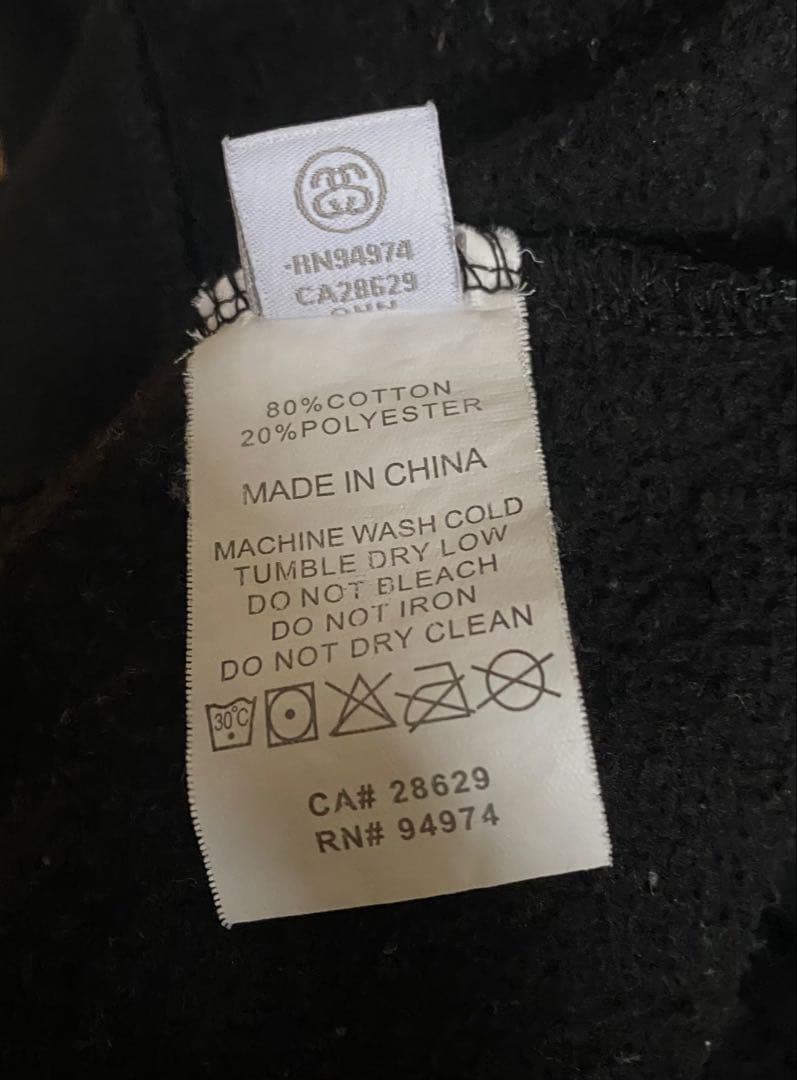 -RN94974
CA28629
80%COTTON
20%POLYESTER
MADE IN CHINA
MACHINE WASH COLD
TUMBLE DRY LOW
DO NOT BLEACH
DO NOT IRON
DO NOT DRY CLEAN
30°C
CA# 28629
RN# 94974